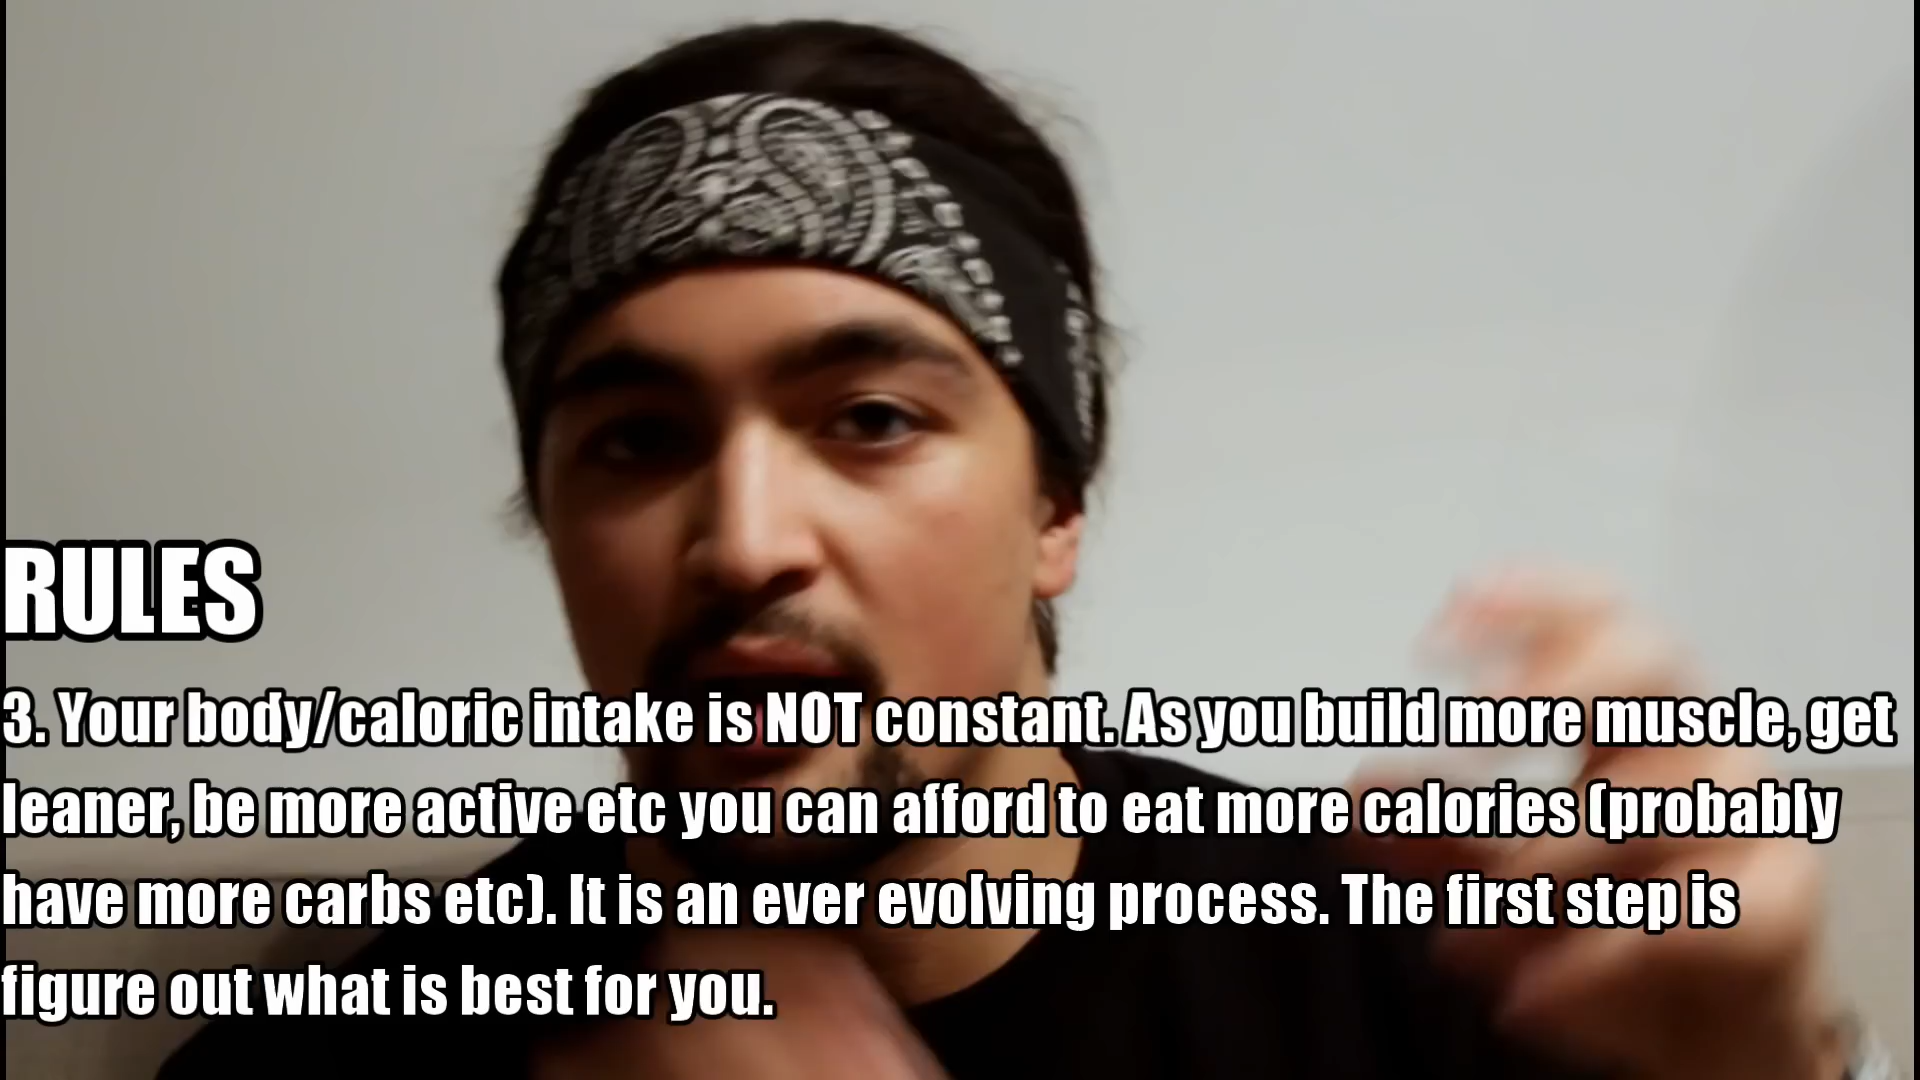 RULES
3. Your body/caloric intake is NOT constant. As you build more muscle, get
leaner, be more active etc you can afford to eat more calories (probably
have more carbs etc). It is an ever evolving process. The first step is
figure out what is best for you.